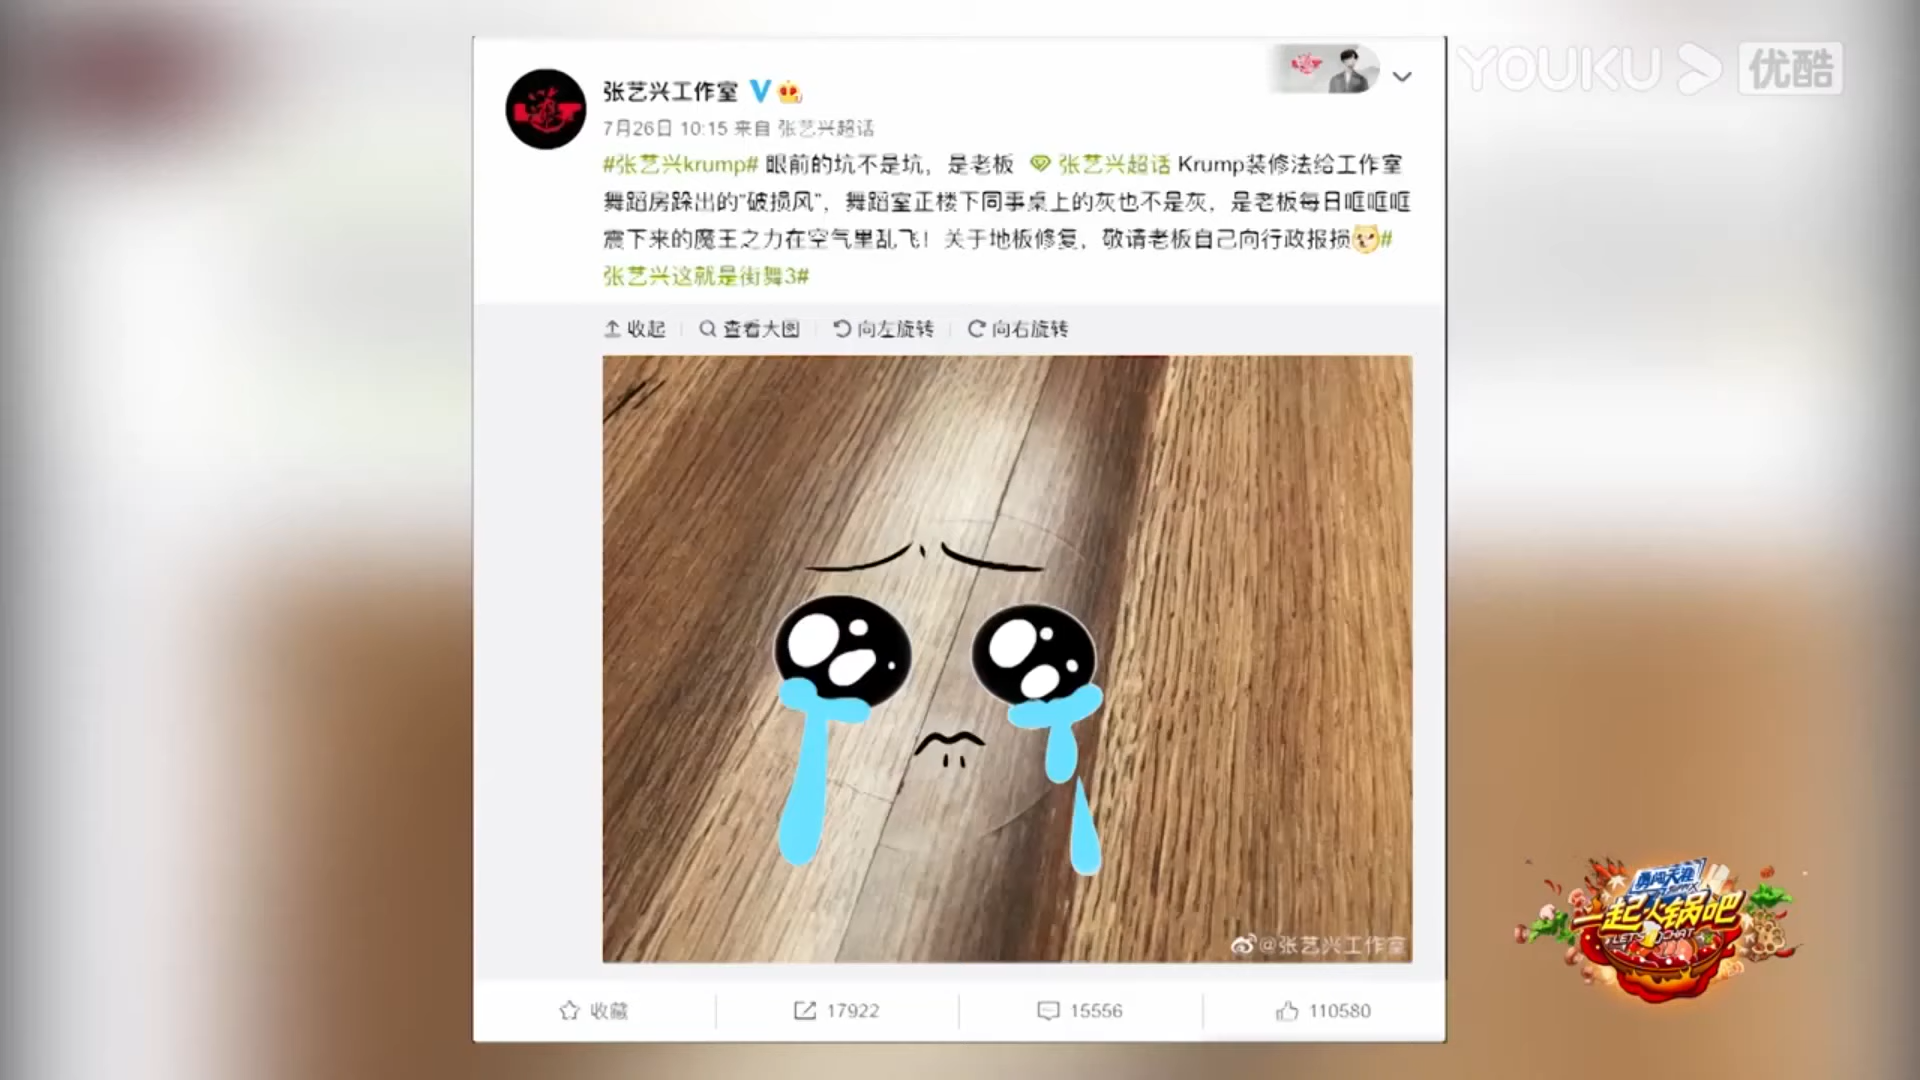 YOUKU 优酷
张艺兴工作室
7月26日 10:15 来自 张艺兴超话
#张艺兴krump# 眼前的坑不是坑，是老板 张艺兴超话 Krump装修法给工作室
舞蹈房跺出的"破损风"，舞蹈室正楼下同事桌上的灰也不是灰，是老板每日哐哐哐
震下来的魔王之力在空气里乱飞！关于地板修复，敬请老板自己向行政报损#
张艺兴这就是街舞3#
收起 查看大图 向左旋转 向右旋转
@张艺兴工作室
勇闯天涯
一起火锅吧
LET'S CHAT
收藏 17922 15556 110580